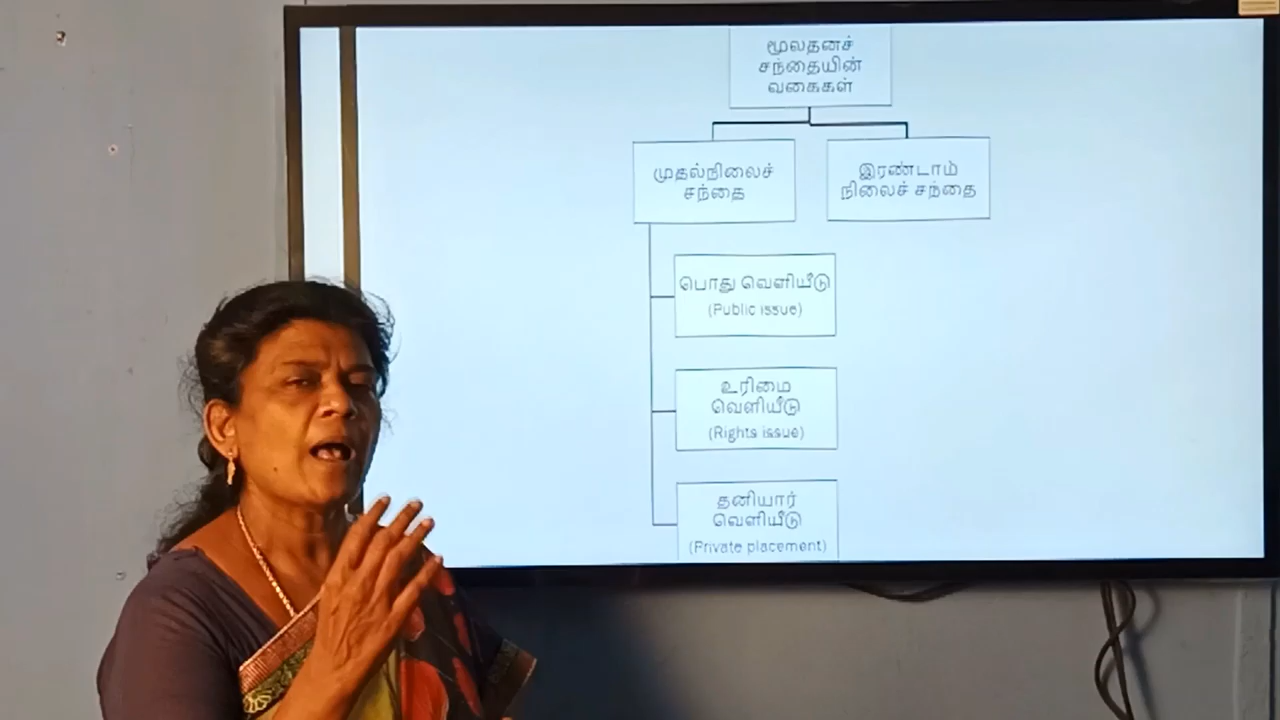 மூலதனச்
சந்தையின்
வகைகள்
முதல்நிலைச்
சந்தை
இரண்டாம்
நிலைச் சந்தை
பொது வெளியீடு
(Public issue)
உரிமை
வெளியீடு
(Rights issue)
தனியார்
வெளியீடு
(Private placement)